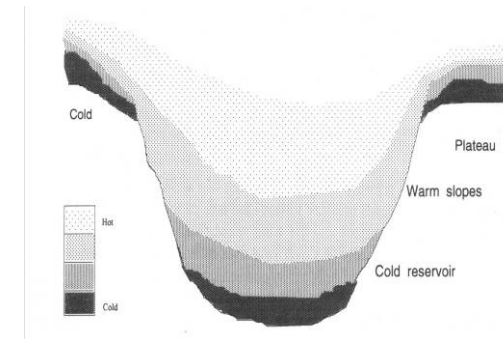 Cold
Plateau
Warm slopes
Hot
Cold reservoir
Cold